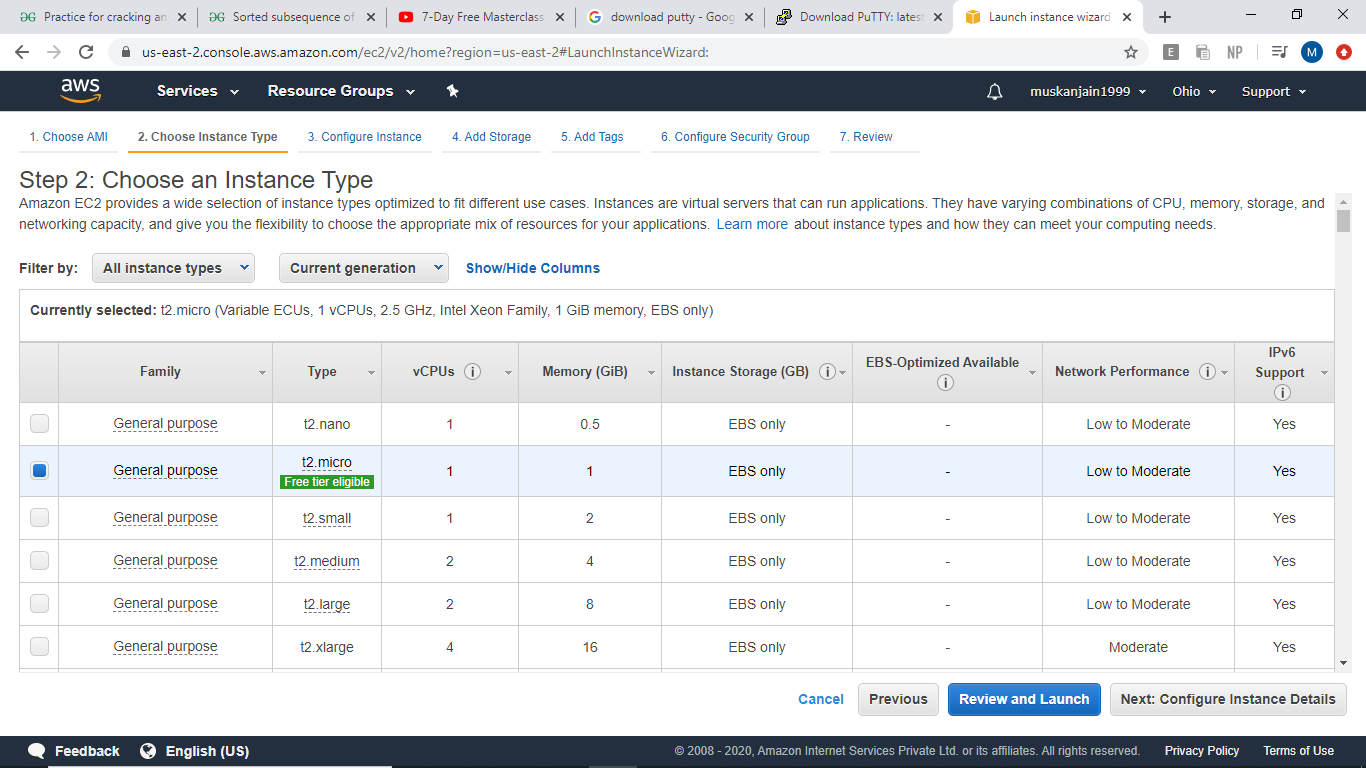 Practice for cracking an
Sorted subsequence of
7-Day Free Masterclass
download putty - Goog
Download PuTTY: latest
Launch instance wizard
us-east-2.console.aws.amazon.com/ec2/v2/home?region=us-east-2#LaunchInstanceWizard:
E
NP
M
aws
Services
Resource Groups
muskanjain1999
Ohio
Support
1. Choose AMI
2. Choose Instance Type
3. Configure Instance
4. Add Storage
5. Add Tags
6. Configure Security Group
7. Review
Step 2: Choose an Instance Type
Amazon EC2 provides a wide selection of instance types optimized to fit different use cases. Instances are virtual servers that can run applications. They have varying combinations of CPU, memory, storage, and
networking capacity, and give you the flexibility to choose the appropriate mix of resources for your applications. Learn more about instance types and how they can meet your computing needs.
Filter by: All instance types Current generation Show/Hide Columns
Currently selected: t2.micro (Variable ECUs, 1 vCPUs, 2.5 GHz, Intel Xeon Family, 1 GiB memory, EBS only)
Family
Type
vCPUs i
Memory (GiB)
Instance Storage (GB) i
EBS-Optimized Available
i
Network Performance i
IPv6
Support
i
General purpose t2.nano 1 0.5 EBS only - Low to Moderate Yes
General purpose t2.micro 1 1 EBS only - Low to Moderate Yes
Free tier eligible
General purpose t2.small 1 2 EBS only - Low to Moderate Yes
General purpose t2.medium 2 4 EBS only - Low to Moderate Yes
General purpose t2.large 2 8 EBS only - Low to Moderate Yes
General purpose t2.xlarge 4 16 EBS only - Moderate Yes
Cancel
Previous
Review and Launch
Next: Configure Instance Details
Feedback
English (US)
© 2008 - 2020, Amazon Internet Services Private Ltd. or its affiliates. All rights reserved.
Privacy Policy
Terms of Use